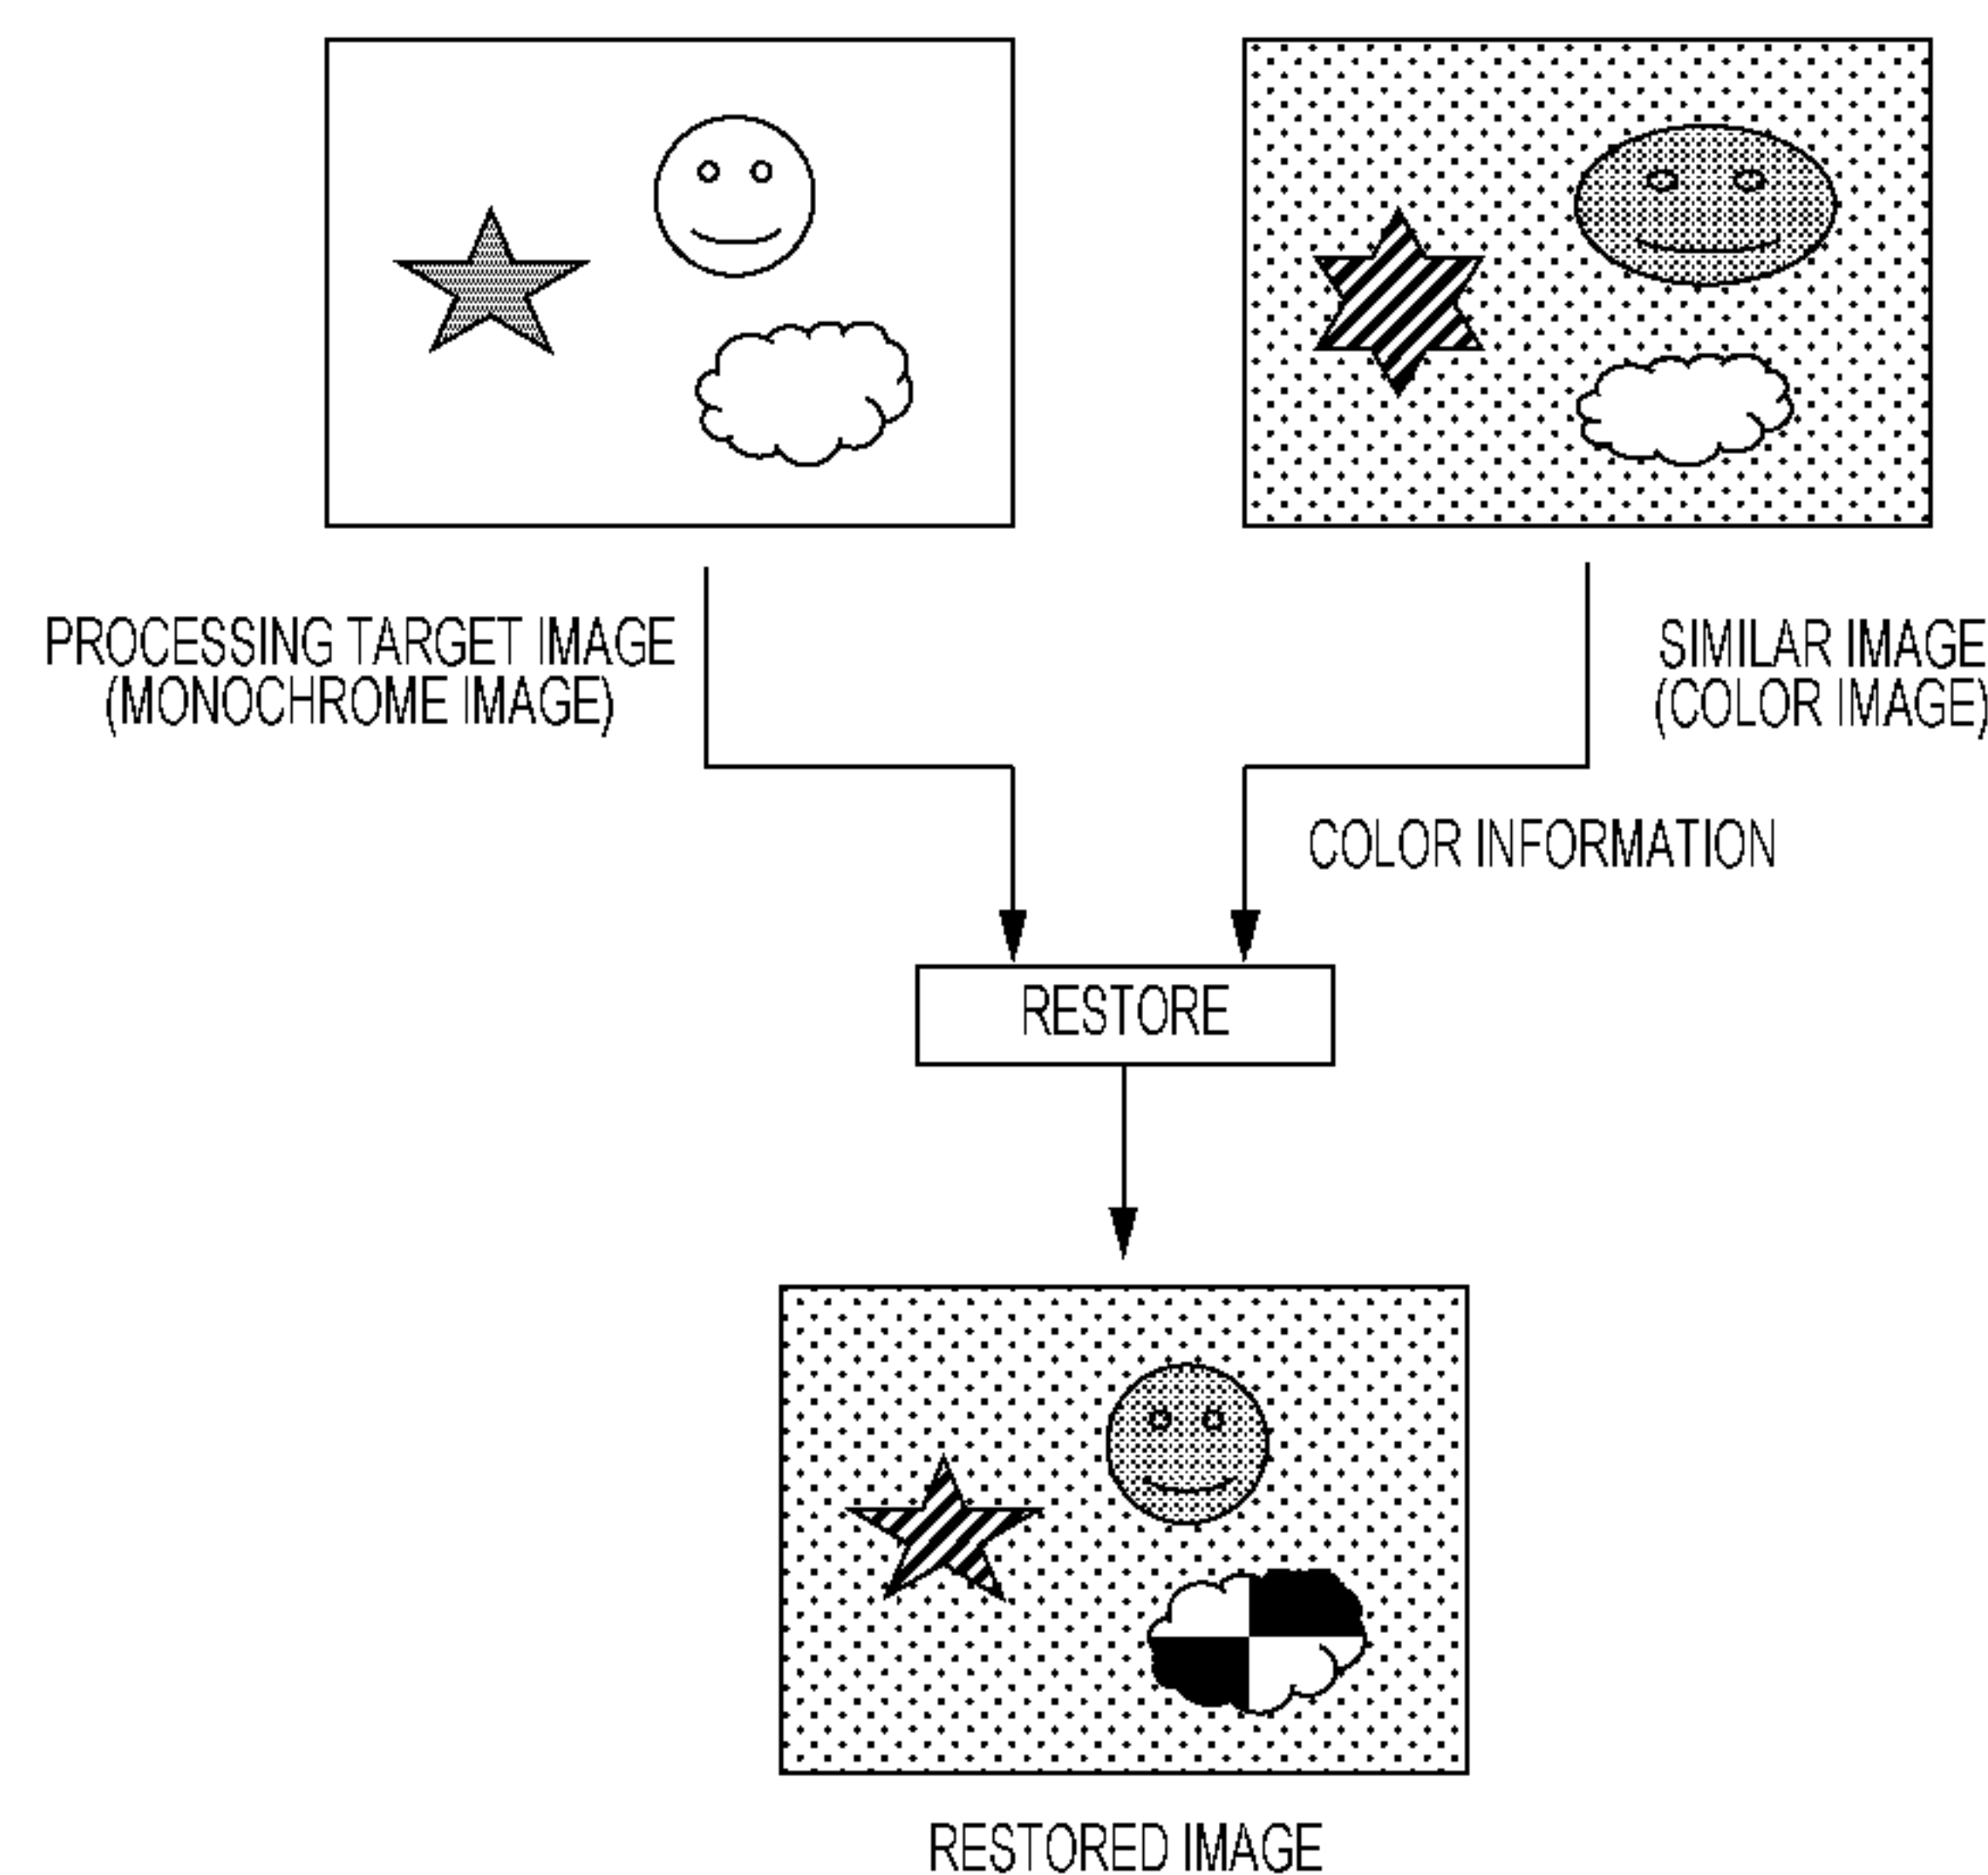 PROCESSING TARGET IMAGE
(MONOCHROME IMAGE)
SIMILAR IMAGE
(COLOR IMAGE)
COLOR INFORMATION
RESTORE
RESTORED IMAGE